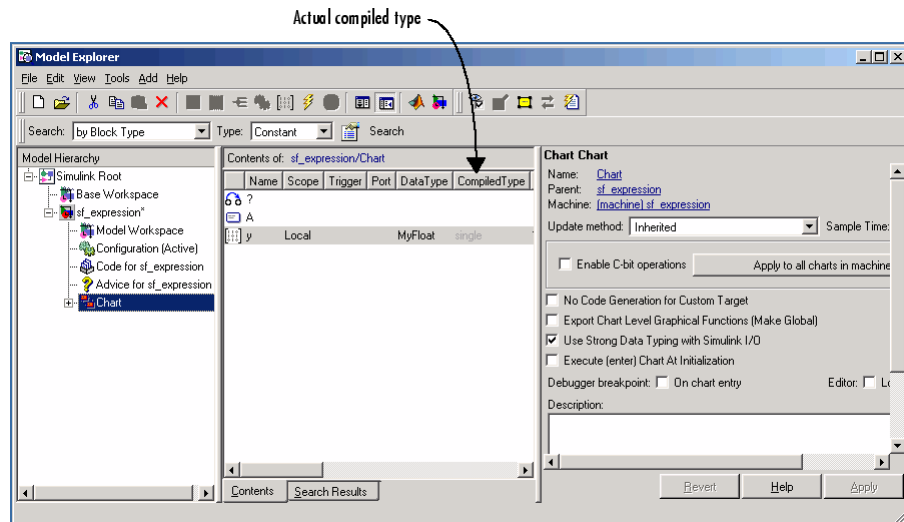 Actual compiled type
Model Explorer
File Edit View Tools Add Help
Search: by Block Type Type: Constant Search
Model Hierarchy
Simulink Root
Base Workspace
sf_expression*
Model Workspace
Configuration (Active)
Code for sf_expression
Advice for sf_expression
Chart
Contents of: sf_expression/Chart
Name Scope Trigger Port DataType CompiledType
?
A
y Local MyFloat single
Contents Search Results
Chart Chart
Name: Chart
Parent: sf_expression
Machine: (machine) sf_expression
Update method: Inherited Sample Time:
Enable C-bit operations Apply to all charts in machine
No Code Generation for Custom Target
Export Chart Level Graphical Functions (Make Global)
Use Strong Data Typing with Simulink I/O
Execute (enter) Chart At Initialization
Debugger breakpoint: On chart entry Editor:
Description:
Revert Help Apply